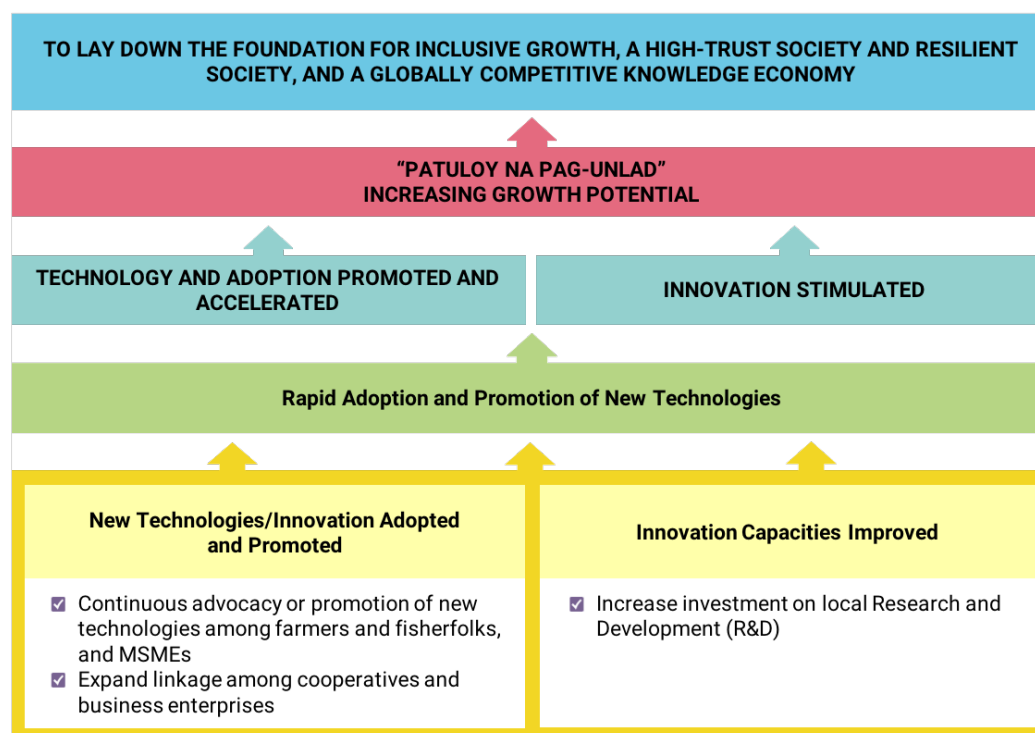 TO LAY DOWN THE FOUNDATION FOR INCLUSIVE GROWTH, A HIGH-TRUST SOCIETY AND RESILIENT
SOCIETY, AND A GLOBALLY COMPETITIVE KNOWLEDGE ECONOMY
“PATULOY NA PAG-UNLAD”
INCREASING GROWTH POTENTIAL
TECHNOLOGY AND ADOPTION PROMOTED AND
ACCELERATED
INNOVATION STIMULATED
Rapid Adoption and Promotion of New Technologies
New Technologies/Innovation Adopted
and Promoted
Continuous advocacy or promotion of new
technologies among farmers and fisherfolks,
and MSMEs
Expand linkage among cooperatives and
business enterprises
Innovation Capacities Improved
Increase investment on local Research and
Development (R&D)